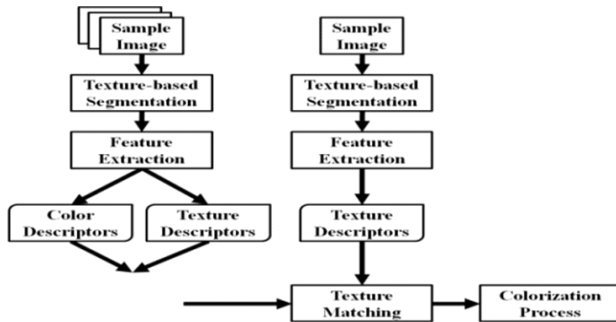 Sample
Image
Texture-based
Segmentation
Feature
Extraction
Color
Descriptors
Texture
Descriptors
Sample
Image
Texture-based
Segmentation
Feature
Extraction
Texture
Descriptors
Texture
Matching
Colorization
Process